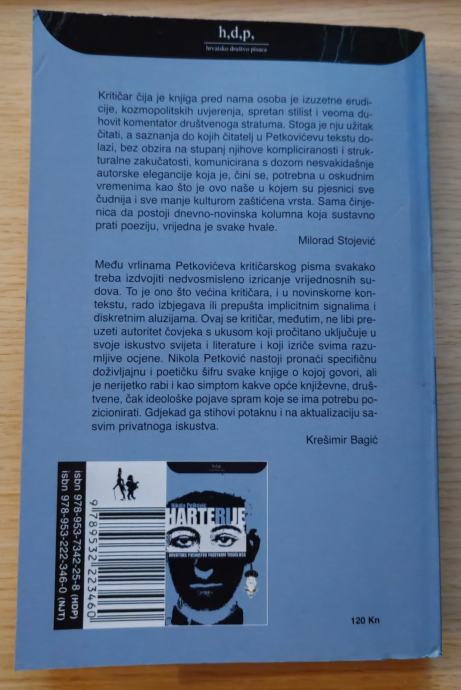 h,d,p,
hrvatsko društvo pisaca
Kritičar čija je knjiga pred nama osoba je izuzetne erudi-
cije, kozmopolitskih uvjerenja, spretan stilist i veoma du-
hovit komentator društvenoga stratuma. Stoga je nju užitak
čitati, a saznanja do kojih čitatelj u Petkovićevu tekstu do-
lazi, bez obzira na stupanj njihove kompliciranosti i struk-
turalne zakučatosti, komunicirana s dozom nesvakidašnje
autorske elegancije koja je, čini se, potrebna u oskudnim
vremenima kao što je ovo naše u kojem su pjesnici sve
čudnija i sve manje kulturom zaštićena vrsta. Sama činje-
nica da postoji dnevno-novinska kolumna koja sustavno
prati poeziju, vrijedna je svake hvale.
Milorad Stojević
Među vrlinama Petkovićeva kritičarskog pisma svakako
treba izdvojiti nedvosmisleno izricanje vrijednosnih su-
dova. To je ono što većina kritičara, i u novinskome kon-
tekstu, rado izbjegava ili prepušta implicitnim signalima i
diskretnim aluzijama. Ovaj se kritičar, međutim, ne libi pre-
uzeti autoritet čovjeka s ukusom koji pročitano uključuje u
svoje iskustvo svijeta i literature i koji izriče svima razu-
mljive ocjene. Nikola Petković nastoji pronaći specifičnu
doživljajnu i poetičku šifru svake knjige o kojoj govori, ali
je nerijetko rabi i kao simptom kakve opće književne, druš-
tvene, čak ideološke pojave spram koje se ima potrebu po-
zicionirati. Gdjekad ga stihovi potaknu i na aktualizaciju sa-
svim privatnoga iskustva.
Krešimir Bagić
isbn 978-953-7342-25-8 (HDP)
isbn 978-953-222-346-0 (NJT)
9 789532 223460
Nikola Petković
HARTERIJE
120 Kn